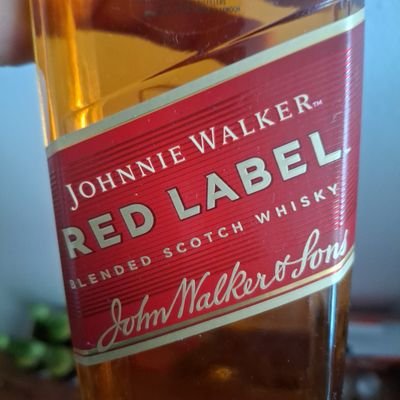 JOHNNIE WALKER™
RED LABEL
BLENDED SCOTCH WHISKY
John Walker & Sons